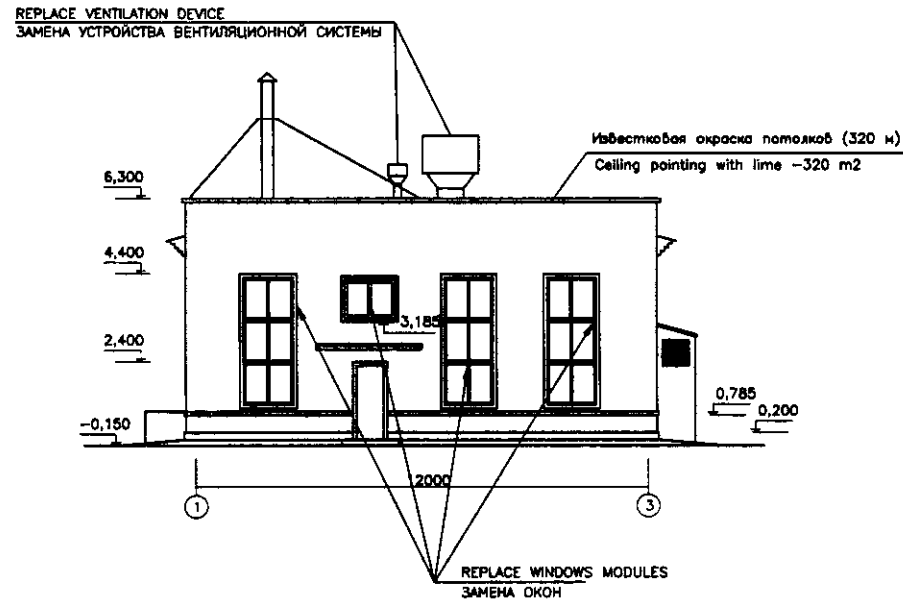 REPLACE VENTILATION DEVICE
ЗАМЕНА УСТРОЙСТВА ВЕНТИЛЯЦИОННОЙ СИСТЕМЫ
Известковая окраска потолков (320 м)
Ceiling pointing with lime -320 m2
6,300
4,400
3,185
2,400
0,785
0,200
-0,150
2000
1
3
REPLACE WINDOWS MODULES
ЗАМЕНА ОКОН